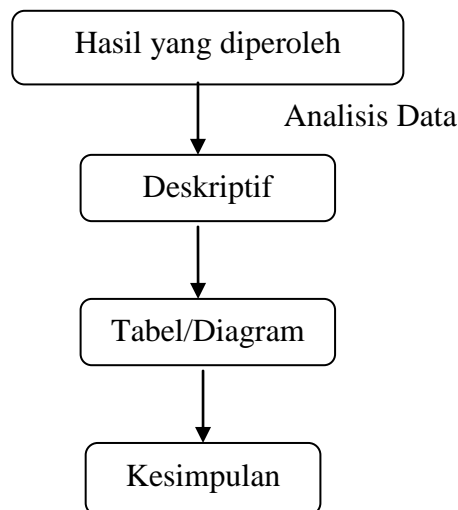 Hasil yang diperoleh
Analisis Data
Deskriptif
Tabel/Diagram
Kesimpulan